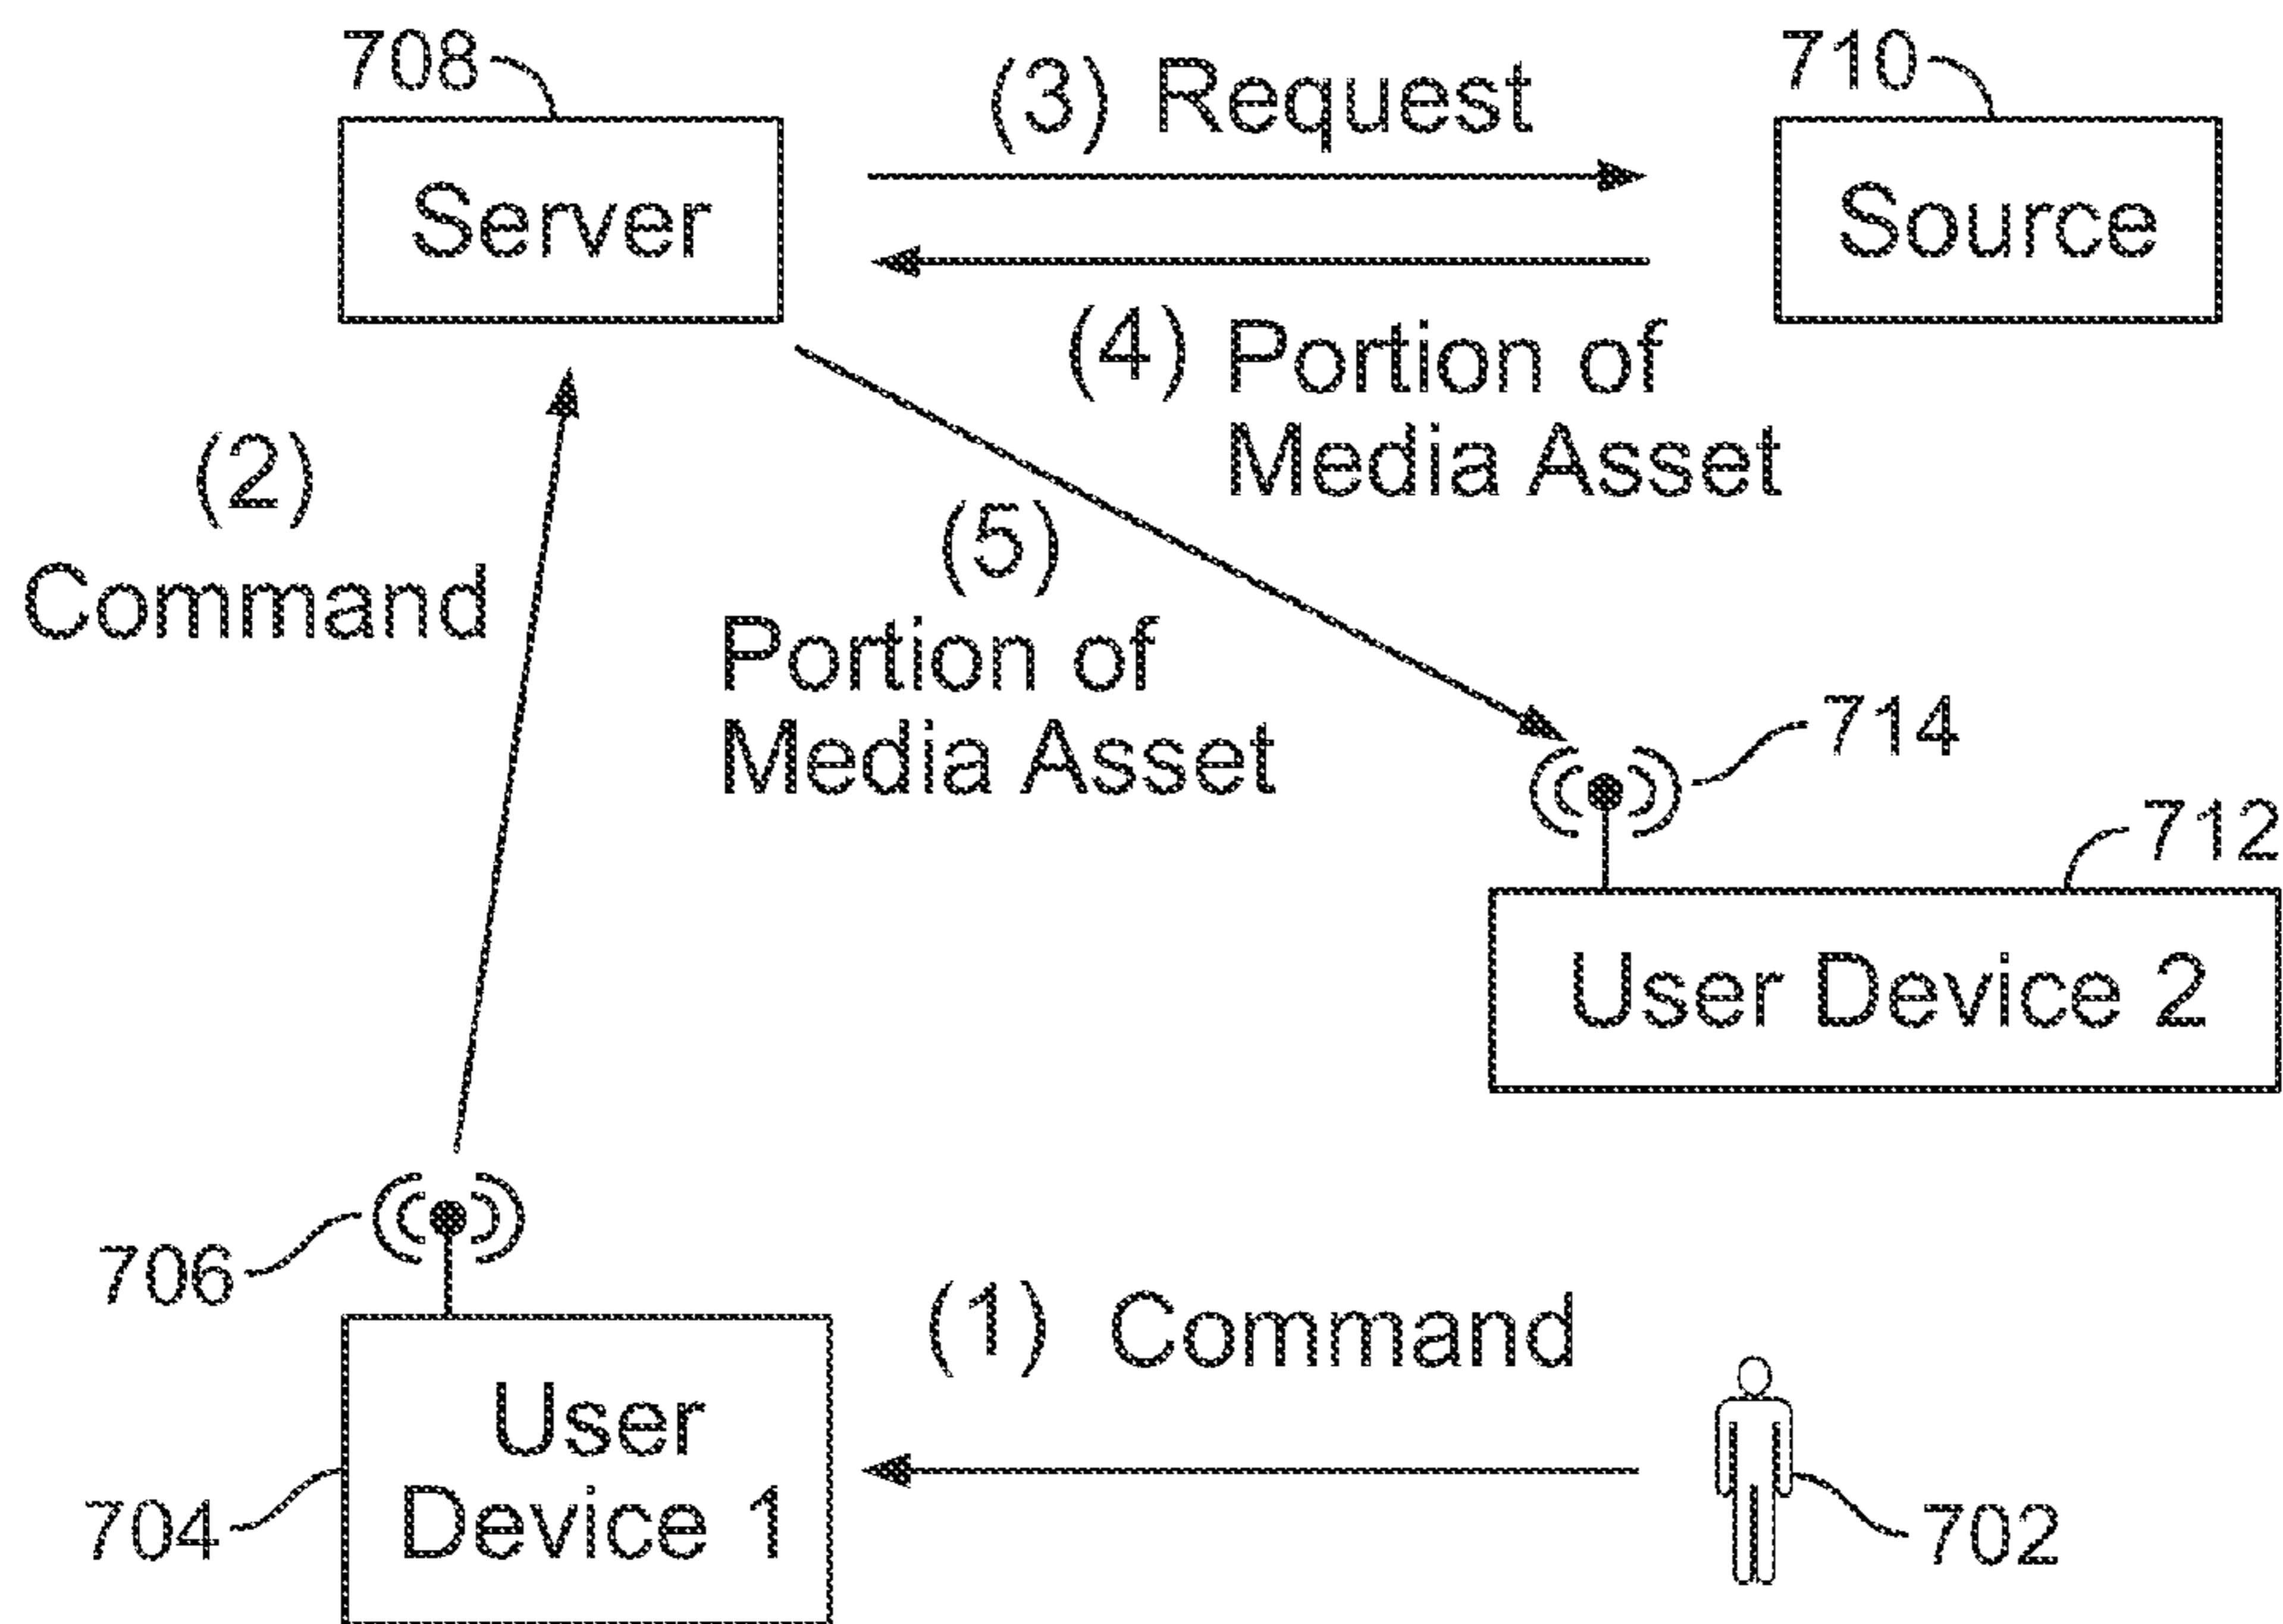 708
710
(3) Request
Server
Source
(4) Portion of
Media Asset
(2)
Command
(5)
Portion of
Media Asset
714
712
User Device 2
706
(1) Command
User
Device 1
704
702